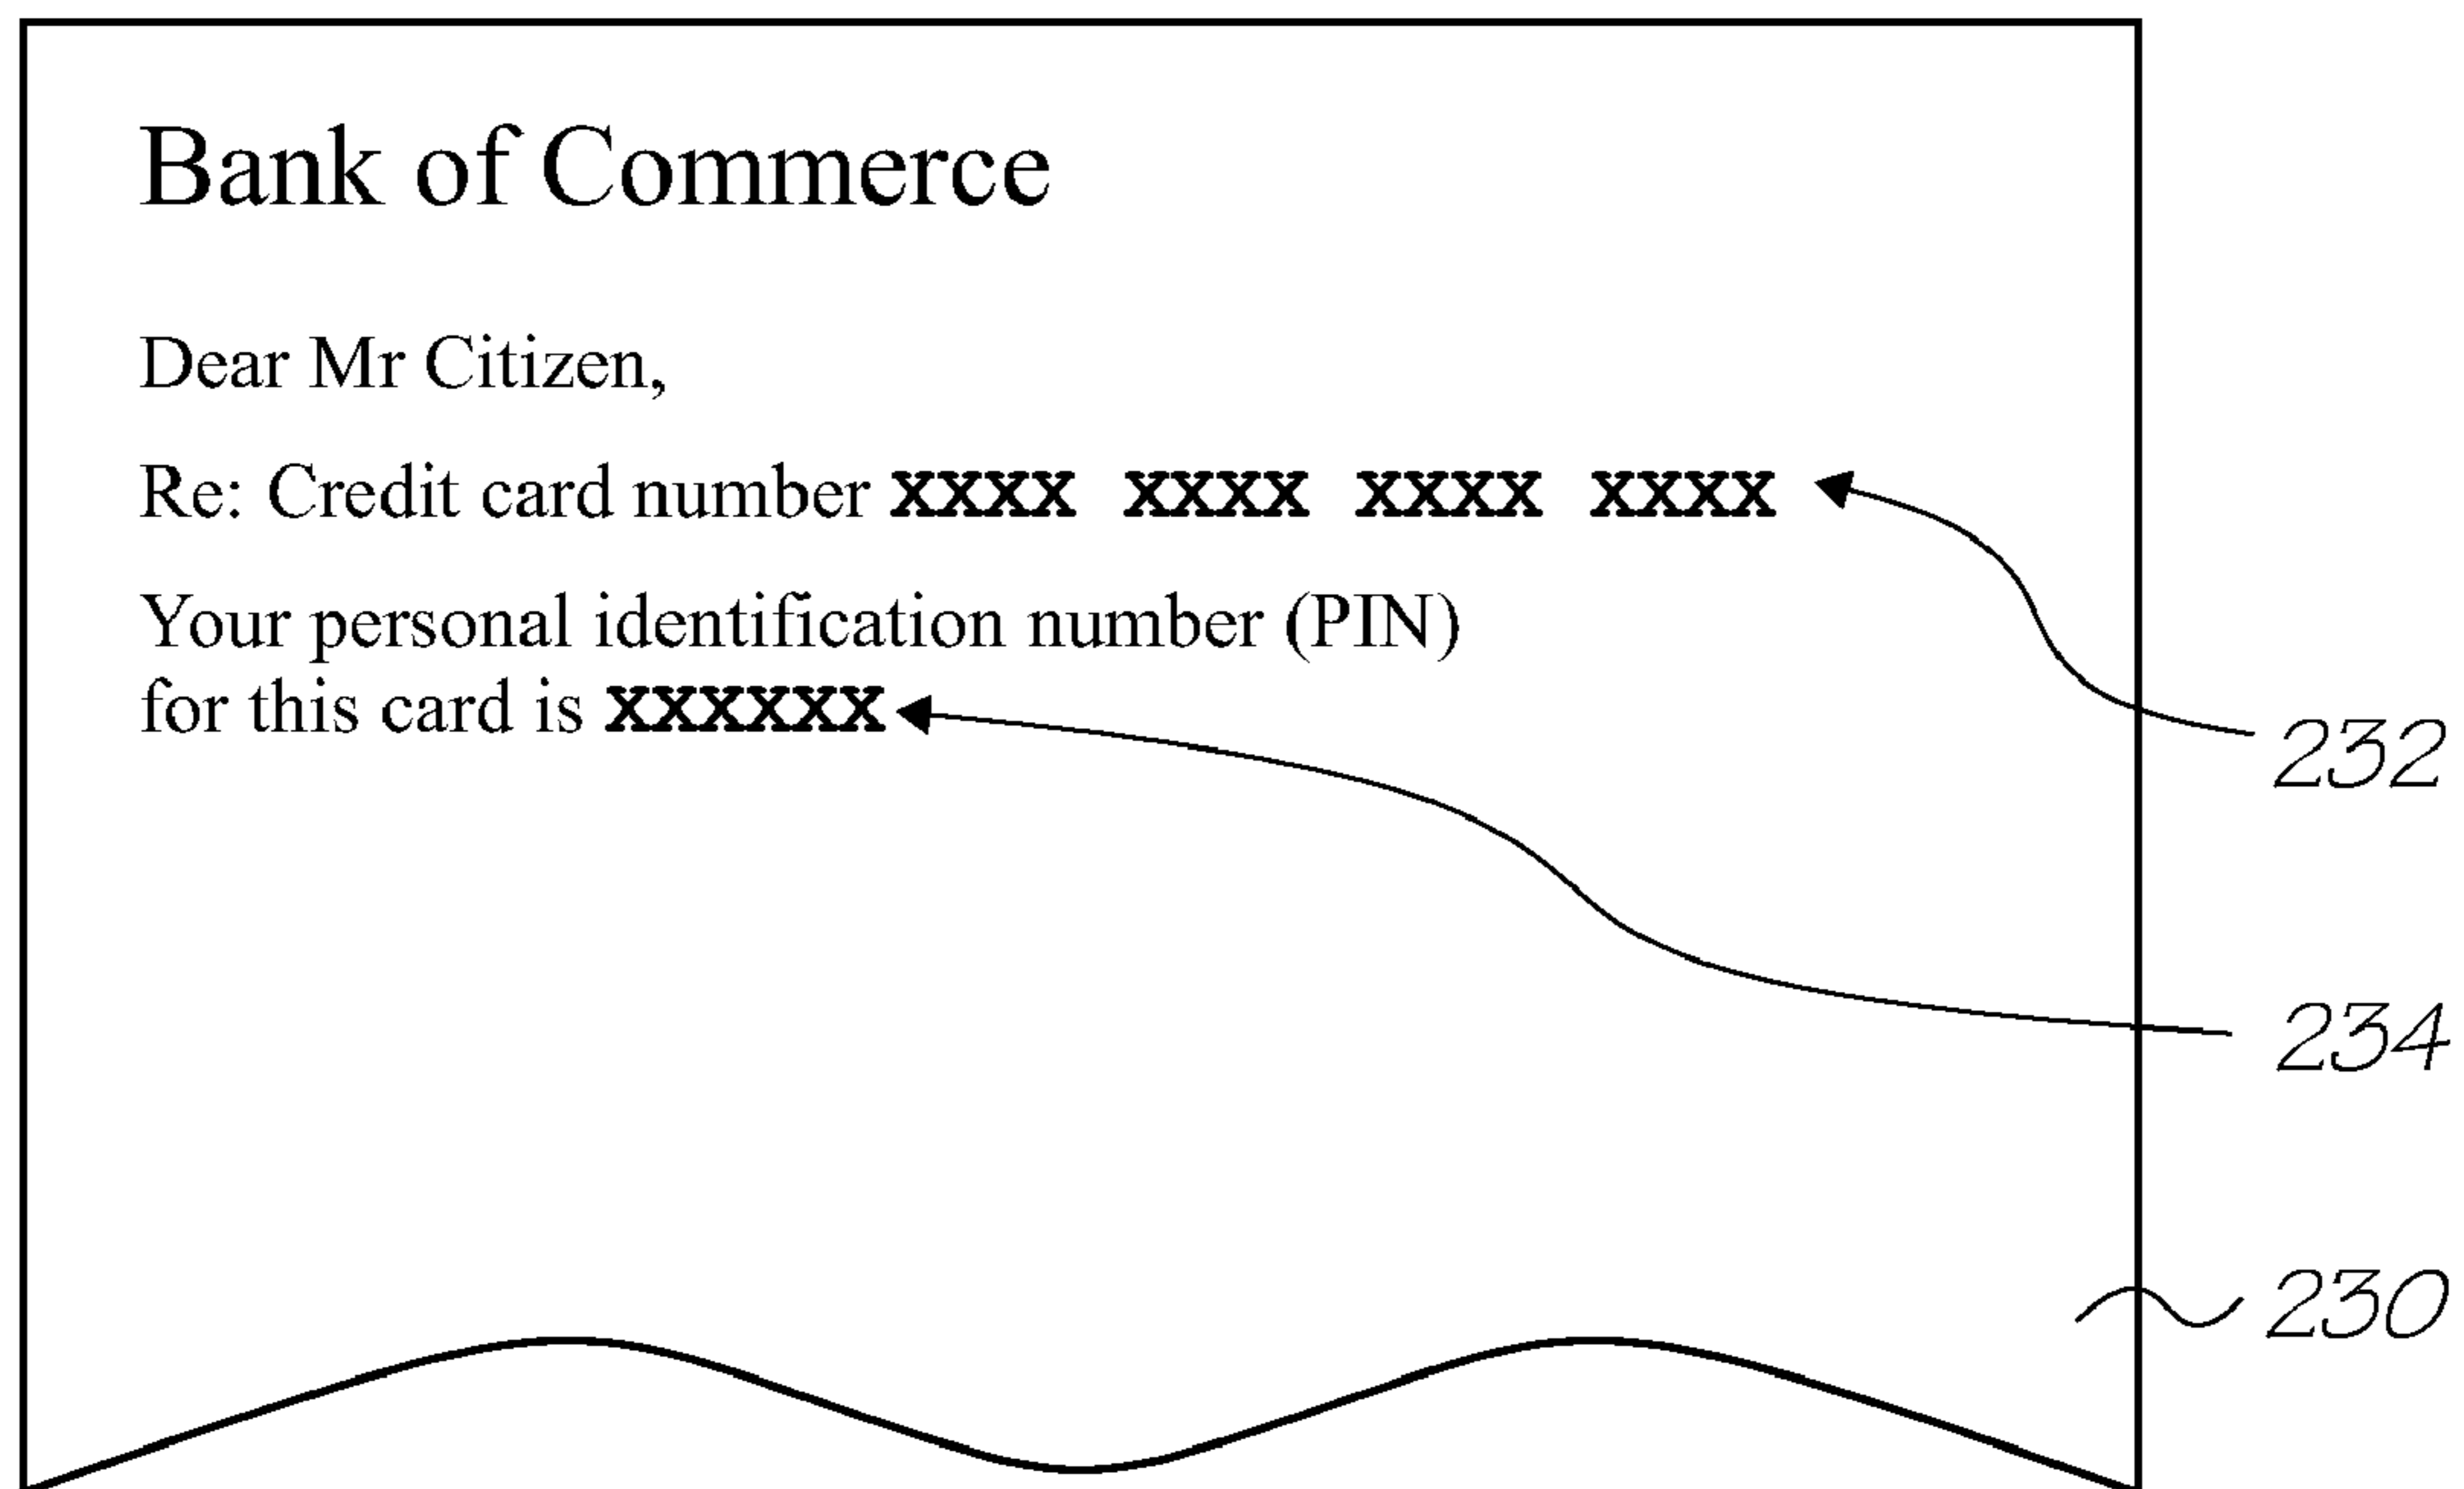 Bank of Commerce
Dear Mr Citizen,
Re: Credit card number xxxx xxxx xxxx xxxx
Your personal identification number (PIN)
for this card is xxxxxx
232
234
230